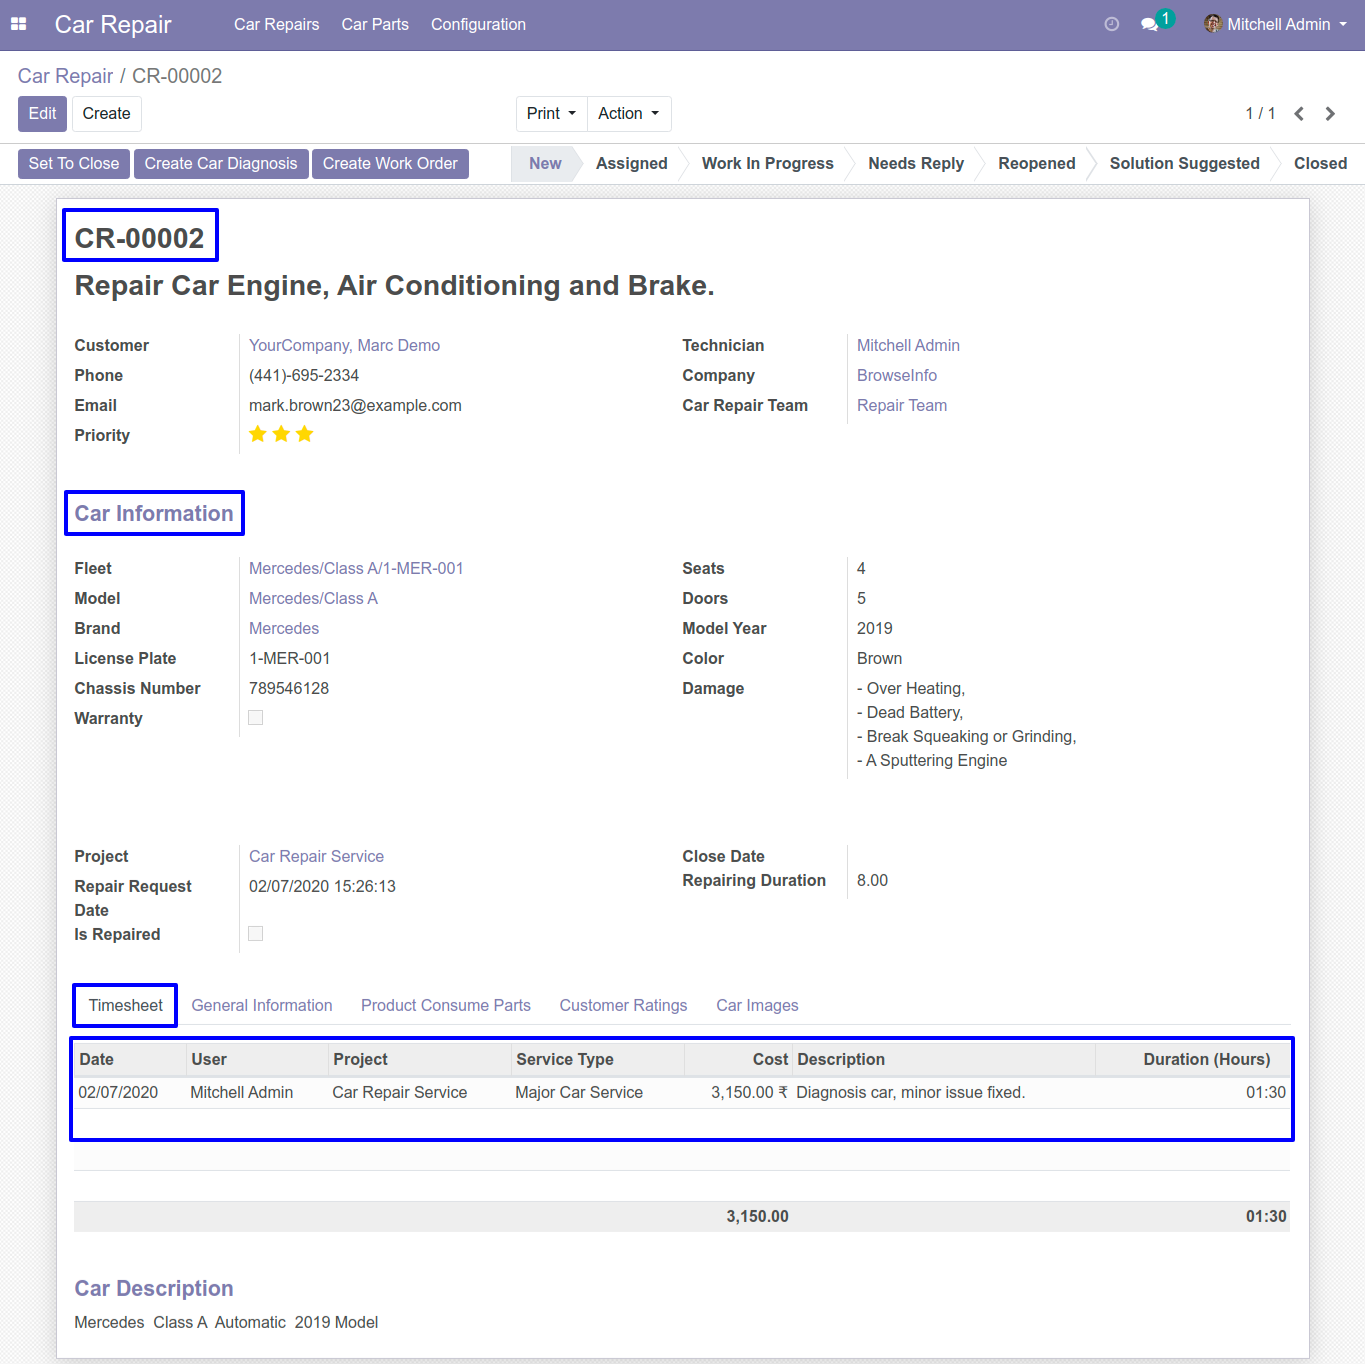 Car Repair Car Repairs Car Parts Configuration 1 Mitchell Admin
Car Repair / CR-00002
Edit Create Print Action 1 / 1
Set To Close Create Car Diagnosis Create Work Order New Assigned Work In Progress Needs Reply Reopened Solution Suggested Closed
CR-00002
Repair Car Engine, Air Conditioning and Brake.
Customer YourCompany, Marc Demo Technician Mitchell Admin
Phone (441)-695-2334 Company BrowseInfo
Email mark.brown23@example.com Car Repair Team Repair Team
Priority
Car Information
Fleet Mercedes/Class A/1-MER-001 Seats 4
Model Mercedes/Class A Doors 5
Brand Mercedes Model Year 2019
License Plate 1-MER-001 Color Brown
Chassis Number 789546128 Damage - Over Heating,
Warranty - Dead Battery,
- Break Squeaking or Grinding,
- A Sputtering Engine
Project Car Repair Service Close Date
Repair Request 02/07/2020 15:26:13 Repairing Duration 8.00
Date
Is Repaired
Timesheet General Information Product Consume Parts Customer Ratings Car Images
Date User Project Service Type Cost Description Duration (Hours)
02/07/2020 Mitchell Admin Car Repair Service Major Car Service 3,150.00 ₹ Diagnosis car, minor issue fixed. 01:30
3,150.00 01:30
Car Description
Mercedes Class A Automatic 2019 Model